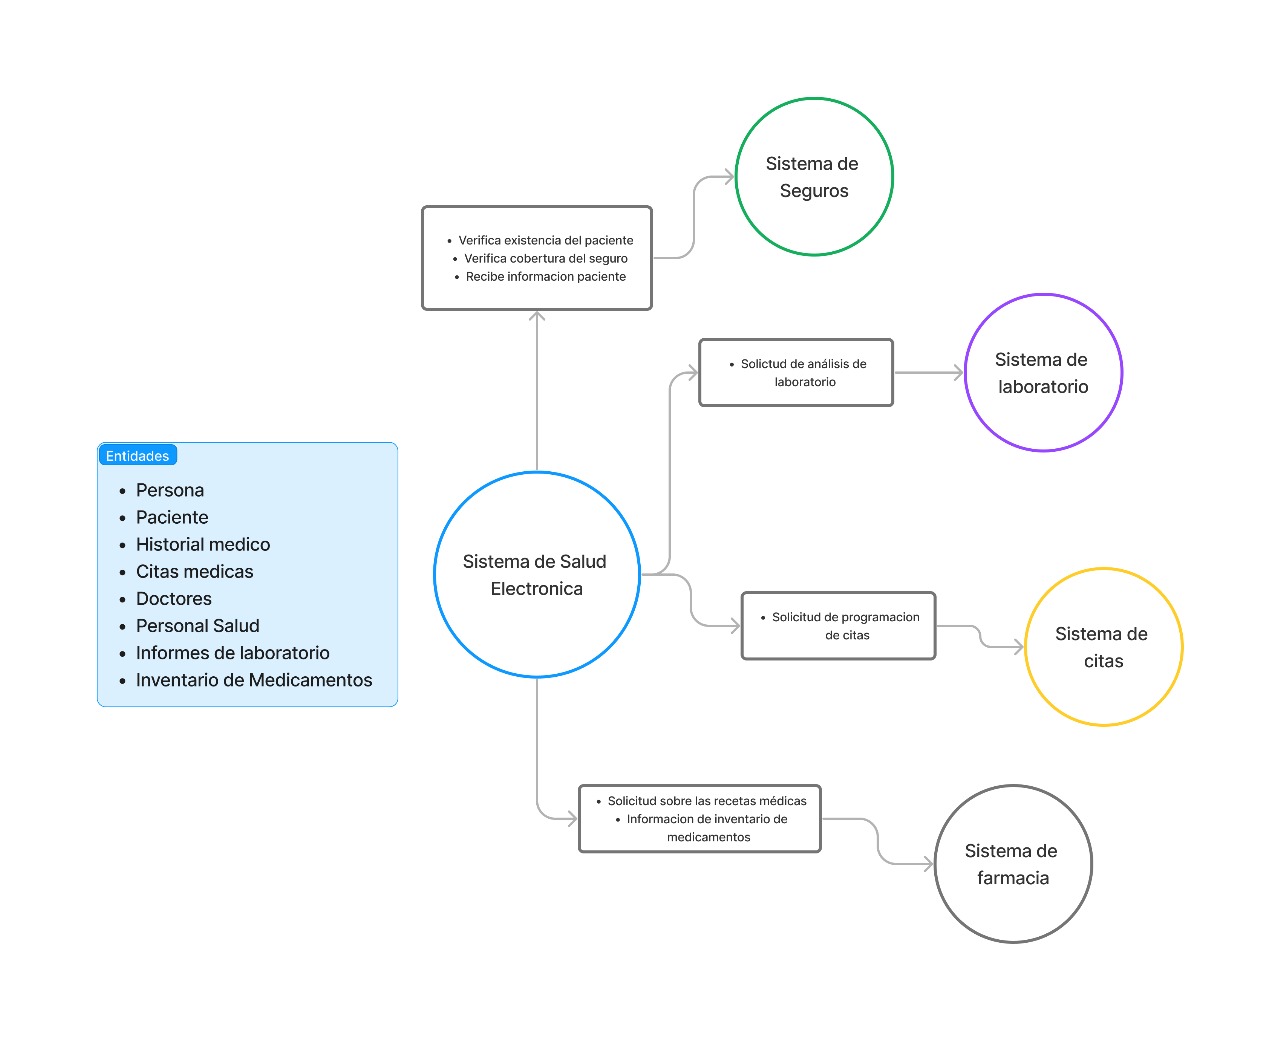 Sistema de
Seguros
• Verifica existencia del paciente
• Verifica cobertura del seguro
• Recibe informacion paciente
• Solictud de análisis de
laboratorio
Sistema de
laboratorio
Entidades
• Persona
• Paciente
• Historial medico
• Citas medicas
• Doctores
• Personal Salud
• Informes de laboratorio
• Inventario de Medicamentos
Sistema de Salud
Electronica
• Solicitud de programacion
de citas
Sistema de
citas
• Solicitud sobre las recetas médicas
• Informacion de inventario de
medicamentos
Sistema de
farmacia